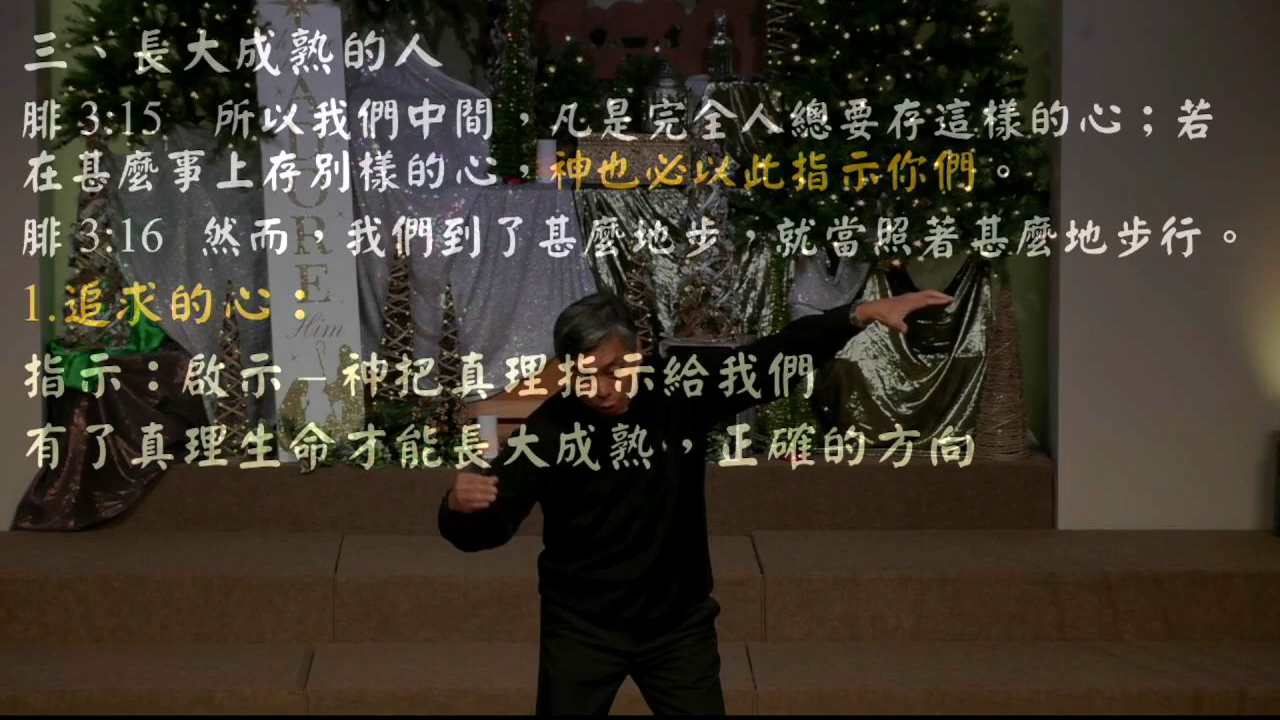 三、長大成熟的人
腓 3:15 所以我們中間，凡是完全人總要存這樣的心；若
在甚麼事上存別樣的心，神也必以此指示你們。
腓 3:16 然而，我們到了甚麼地步，就當照著甚麼地步行。
1.追求的心：
指示：啟示–神把真理指示給我們
有了真理生命才能長大成熟，正確的方向
ADORE
Him